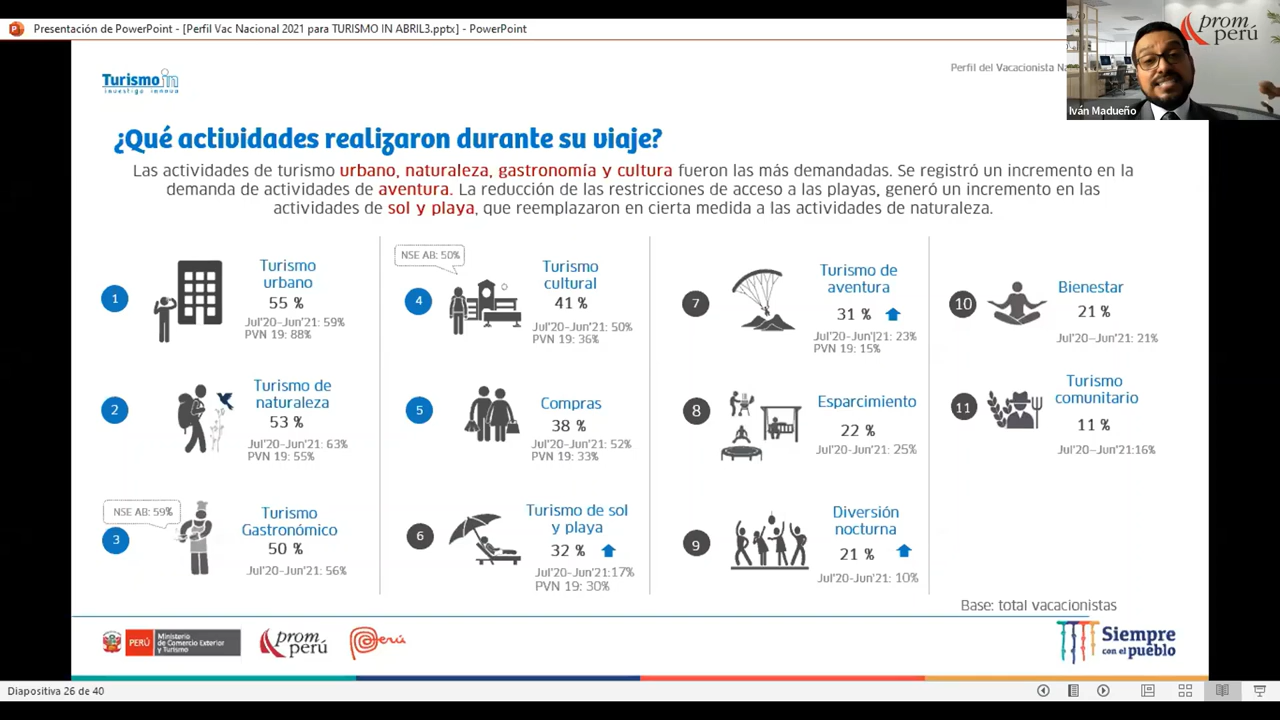 Presentación de PowerPoint - [Perfil Vac Nacional 2021 para TURISMO IN ABRIL3.pptx] - PowerPoint
prom
perú
Iván Madueño
Turismo in
investiga innova
Perfil del Vacacionista
¿Qué actividades realizaron durante su viaje?
Las actividades de turismo urbano, naturaleza, gastronomía y cultura fueron las más demandadas. Se registró un incremento en la
demanda de actividades de aventura. La reducción de las restricciones de acceso a las playas, generó un incremento en las
actividades de sol y playa, que reemplazaron en cierta medida a las actividades de naturaleza.
1
Turismo
urbano
55 %
Jul'20-Jun'21: 59%
PVN 19: 88%
2
Turismo de
naturaleza
53 %
Jul'20-Jun'21: 63%
PVN 19: 55%
NSE AB: 59%
3
Turismo
Gastronómico
50 %
Jul'20-Jun'21: 56%
NSE AB: 50%
4
Turismo
cultural
41 %
Jul'20-Jun'21: 50%
PVN 19: 36%
5
Compras
38 %
Jul'20-Jun'21: 52%
PVN 19: 33%
6
Turismo de sol
y playa
32 %
Jul'20-Jun'21:17%
PVN 19: 30%
7
Turismo de
aventura
31 %
Jul'20-Jun'|21: 23%
PVN 19: 15%
8
Esparcimiento
22 %
Jul'20-Jun'21: 25%
9
Diversión
nocturna
21 %
Jul'20-Jun'21: 10%
10
Bienestar
21 %
Jul'20-Jun'21: 21%
11
Turismo
comunitario
11 %
Jul'20-Jun'21:16%
Base: total vacacionistas
PERÚ
Ministerio
de Comercio Exterior
y Turismo
prom
perú
Perú
Siempre
con el pueblo
Diapositiva 26 de 40